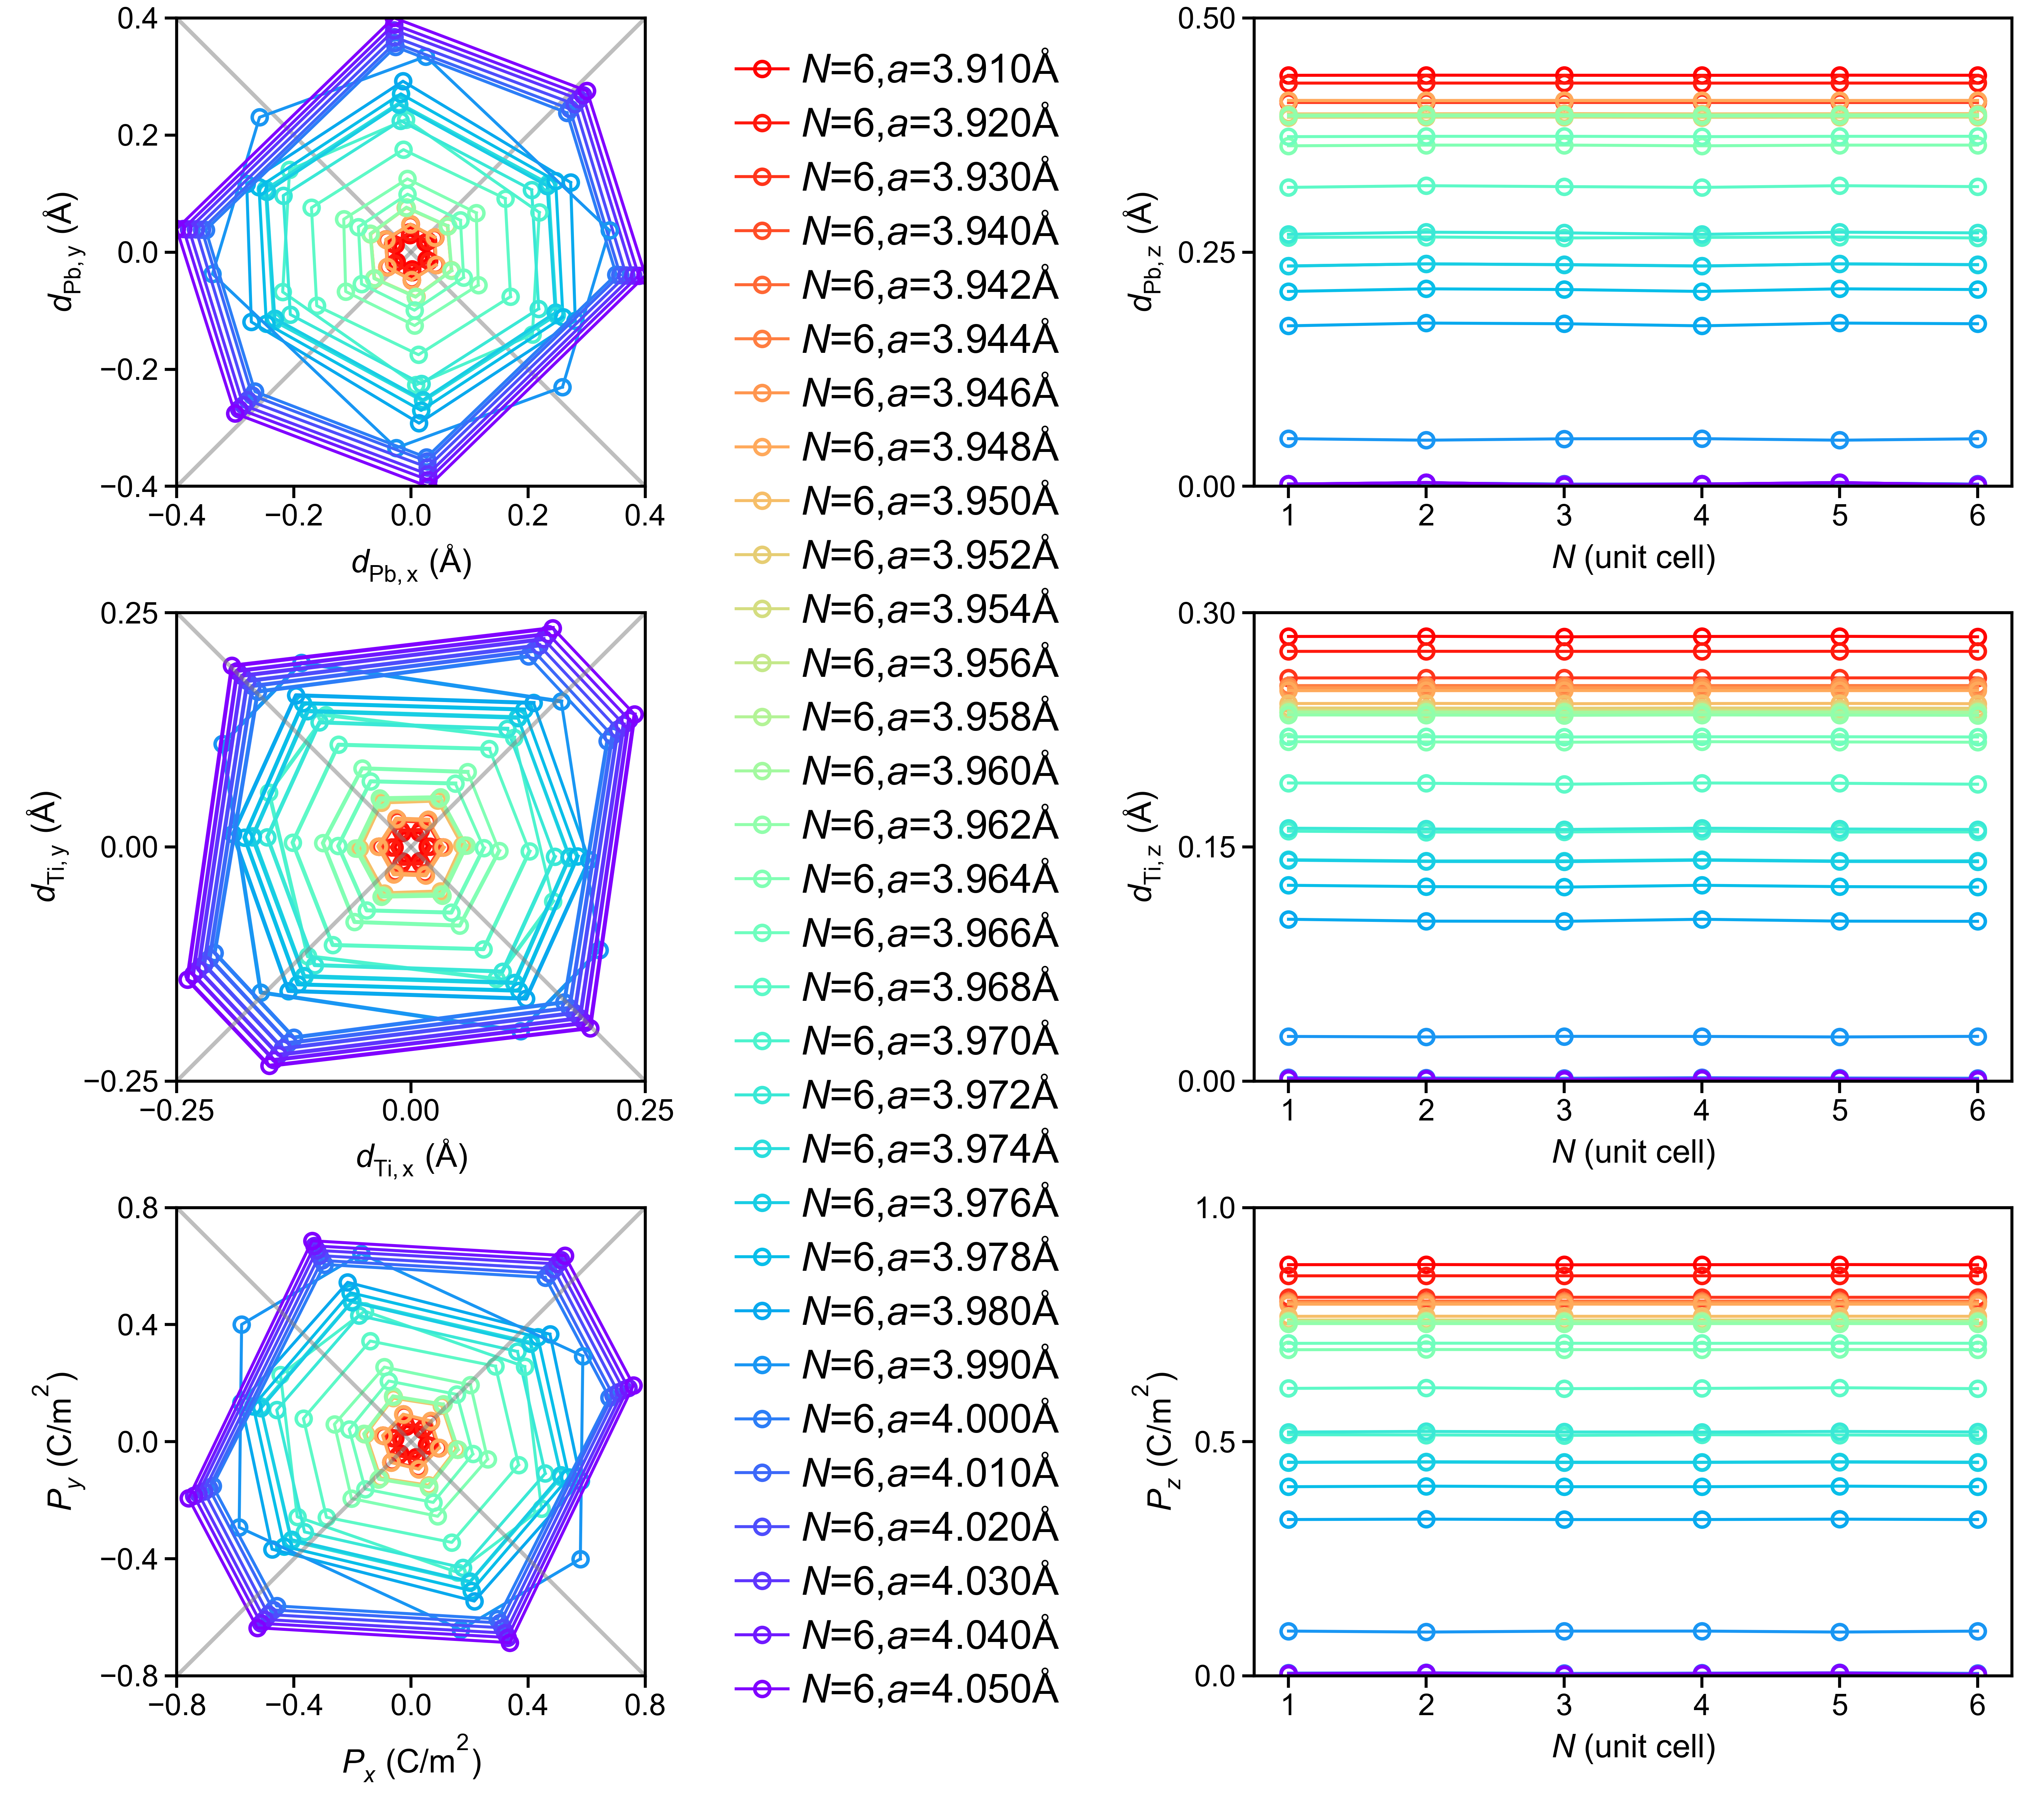 0.4
0.2
0.0
−0.2
−0.4
−0.4 −0.2 0.0 0.2 0.4
dPb, y (Å)
dPb, x (Å)
0.25
0.00
−0.25
−0.25 0.00 0.25
dTi, y (Å)
dTi, x (Å)
0.8
0.4
0.0
−0.4
−0.8
−0.8 −0.4 0.0 0.4 0.8
Py (C/m2)
Px (C/m2)
N=6,a=3.910Å
N=6,a=3.920Å
N=6,a=3.930Å
N=6,a=3.940Å
N=6,a=3.942Å
N=6,a=3.944Å
N=6,a=3.946Å
N=6,a=3.948Å
N=6,a=3.950Å
N=6,a=3.952Å
N=6,a=3.954Å
N=6,a=3.956Å
N=6,a=3.958Å
N=6,a=3.960Å
N=6,a=3.962Å
N=6,a=3.964Å
N=6,a=3.966Å
N=6,a=3.968Å
N=6,a=3.970Å
N=6,a=3.972Å
N=6,a=3.974Å
N=6,a=3.976Å
N=6,a=3.978Å
N=6,a=3.980Å
N=6,a=3.990Å
N=6,a=4.000Å
N=6,a=4.010Å
N=6,a=4.020Å
N=6,a=4.030Å
N=6,a=4.040Å
N=6,a=4.050Å
0.50
0.25
0.00
1 2 3 4 5 6
dPb, z (Å)
N (unit cell)
0.30
0.15
0.00
1 2 3 4 5 6
dTi, z (Å)
N (unit cell)
1.0
0.5
0.0
1 2 3 4 5 6
Pz (C/m2)
N (unit cell)